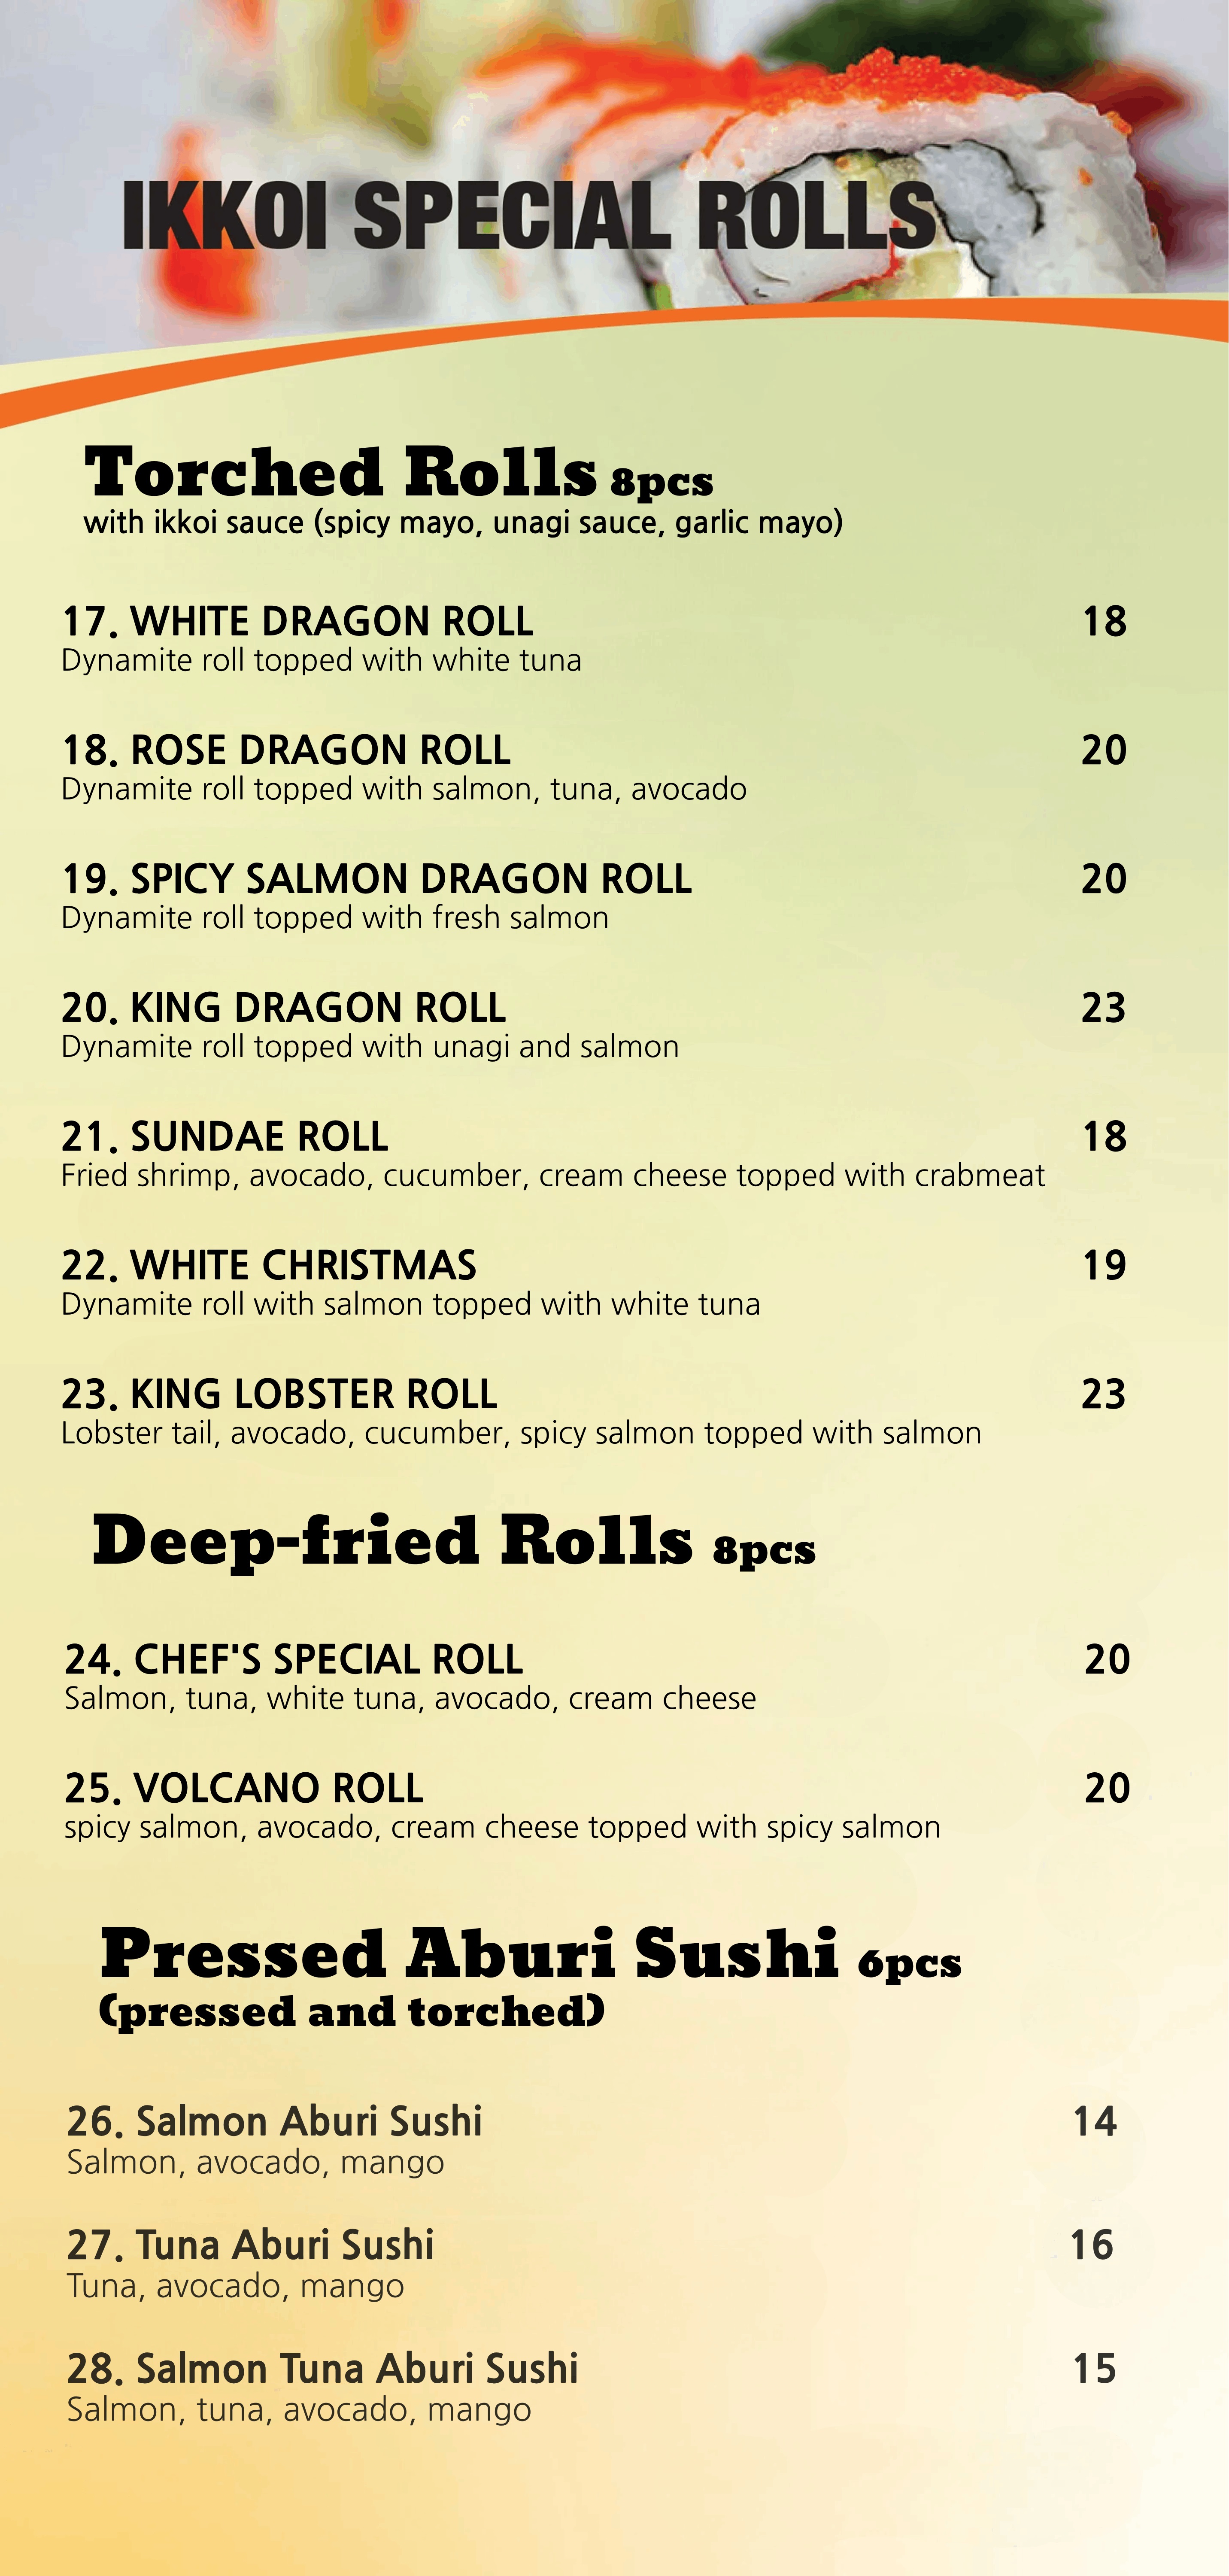 IKKOI SPECIAL ROLLS
Torched Rolls 8pcs
with ikkoi sauce (spicy mayo, unagi sauce, garlic mayo)
17. WHITE DRAGON ROLL 18
Dynamite roll topped with white tuna
18. ROSE DRAGON ROLL 20
Dynamite roll topped with salmon, tuna, avocado
19. SPICY SALMON DRAGON ROLL 20
Dynamite roll topped with fresh salmon
20. KING DRAGON ROLL 23
Dynamite roll topped with unagi and salmon
21. SUNDAE ROLL 18
Fried shrimp, avocado, cucumber, cream cheese topped with crabmeat
22. WHITE CHRISTMAS 19
Dynamite roll with salmon topped with white tuna
23. KING LOBSTER ROLL 23
Lobster tail, avocado, cucumber, spicy salmon topped with salmon
Deep-fried Rolls 8pcs
24. CHEF'S SPECIAL ROLL 20
Salmon, tuna, white tuna, avocado, cream cheese
25. VOLCANO ROLL 20
spicy salmon, avocado, cream cheese topped with spicy salmon
Pressed Aburi Sushi 6pcs
(pressed and torched)
26. Salmon Aburi Sushi 14
Salmon, avocado, mango
27. Tuna Aburi Sushi 16
Tuna, avocado, mango
28. Salmon Tuna Aburi Sushi 15
Salmon, tuna, avocado, mango